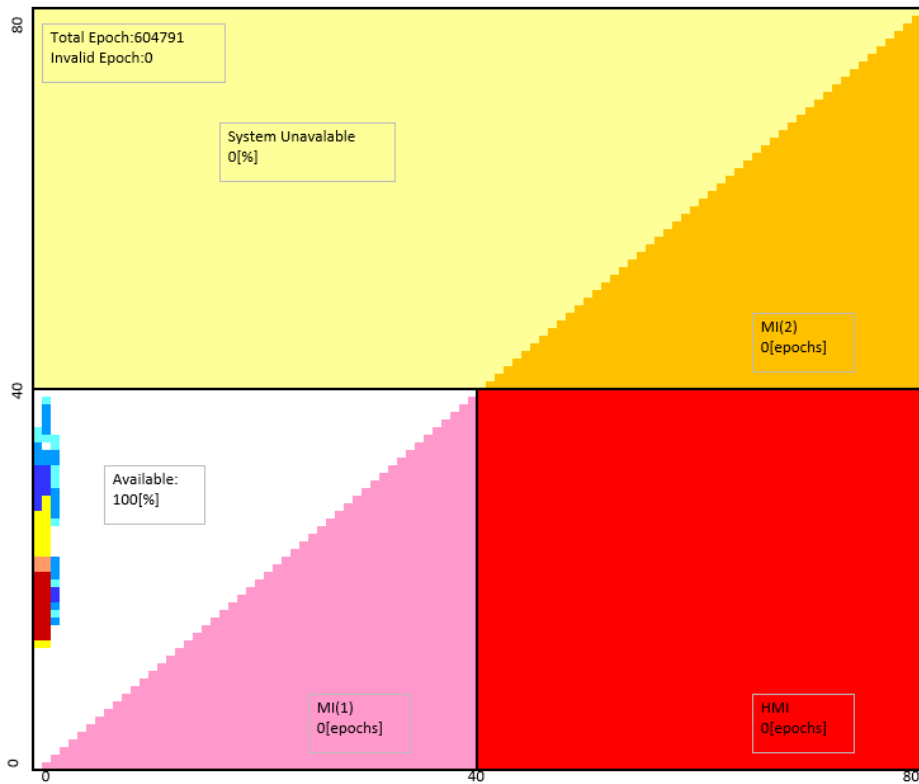 80
Total Epoch:604791
Invalid Epoch:0
System Unavalable
0[%]
MI(2)
0[epochs]
40
Available:
100[%]
MI(1)
0[epochs]
HMI
0[epochs]
0
0
40
80